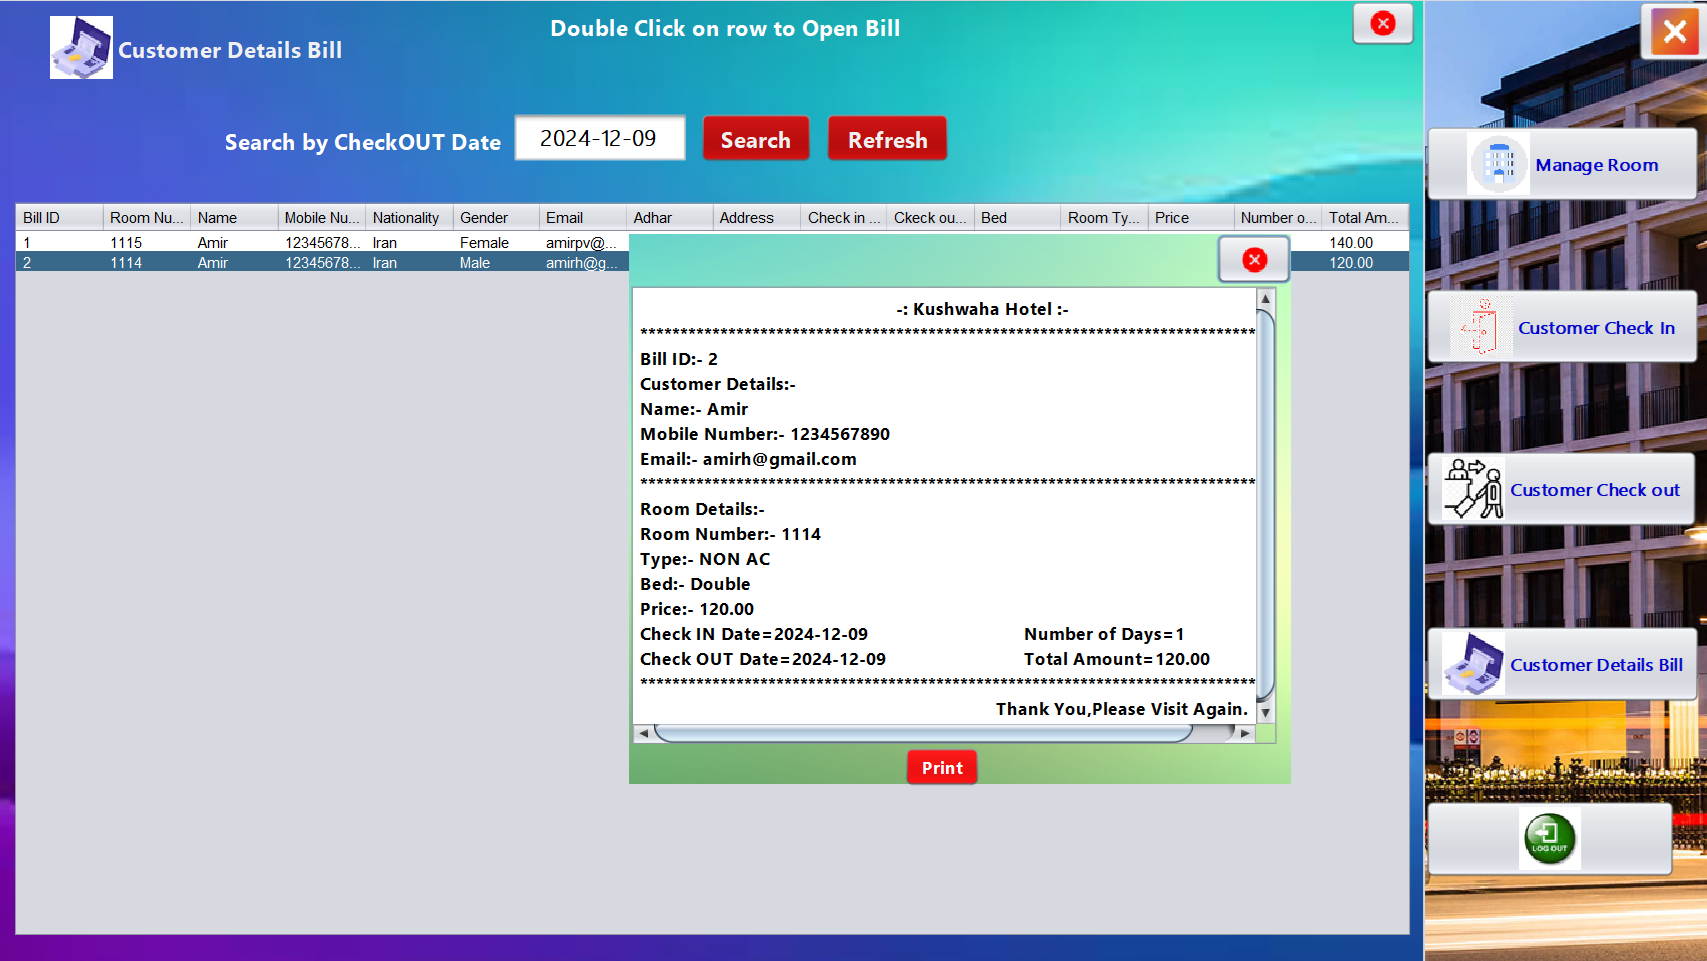 Double Click on row to Open Bill
Customer Details Bill
Search by CheckOUT Date 2024-12-09 Search Refresh
Bill ID Room Nu... Name Mobile Nu... Nationality Gender Email Adhar Address Check in ... Ckeck ou... Bed Room Ty... Price Number o... Total Am...
1 1115 Amir 12345678... Iran Female amirpv@... 140.00
2 1114 Amir 12345678... Iran Male amirh@g... 120.00
-: Kushwaha Hotel :-
********************************************************************************
Bill ID:- 2
Customer Details:-
Name:- Amir
Mobile Number:- 1234567890
Email:- amirh@gmail.com
********************************************************************************
Room Details:-
Room Number:- 1114
Type:- NON AC
Bed:- Double
Price:- 120.00
Check IN Date=2024-12-09 Number of Days=1
Check OUT Date=2024-12-09 Total Amount=120.00
********************************************************************************
Thank You,Please Visit Again.
Print
Manage Room
Customer Check In
Customer Check out
Customer Details Bill
LOG OUT